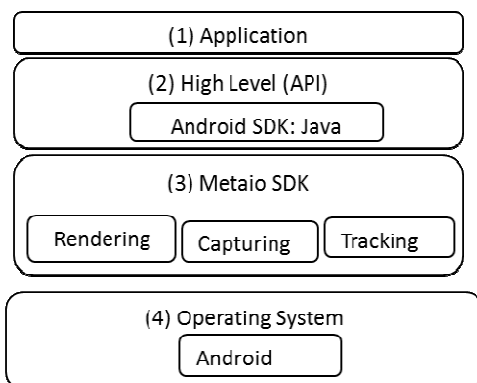 (1) Application
(2) High Level (API)
Android SDK: Java
(3) Metaio SDK
Rendering
Capturing
Tracking
(4) Operating System
Android